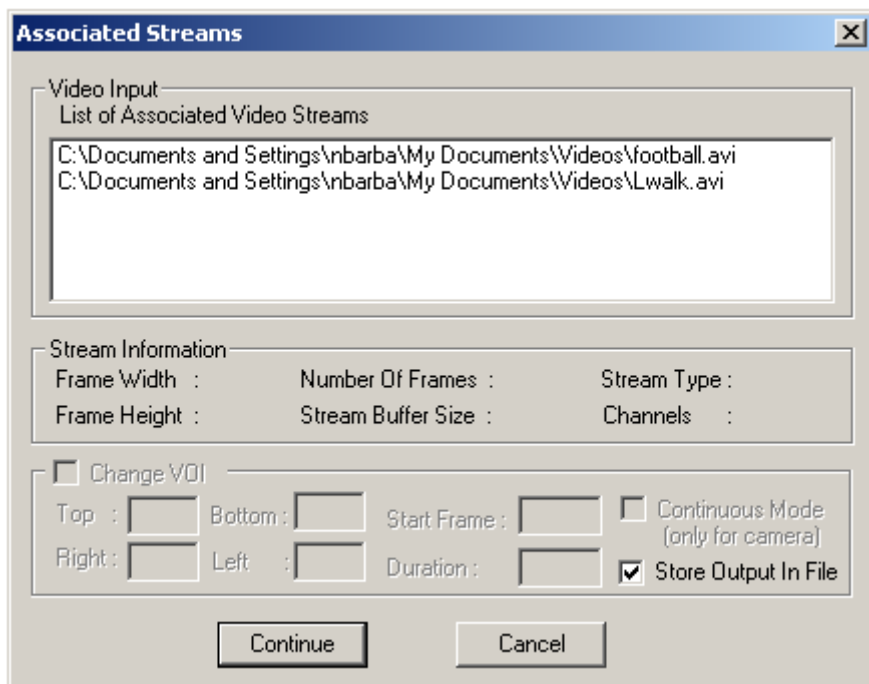 Associated Streams
Video Input
List of Associated Video Streams
C:\Documents and Settings\nbarba\My Documents\Videos\football.avi
C:\Documents and Settings\nbarba\My Documents\Videos\Lwalk.avi
Stream Information
Frame Width : Number Of Frames : Stream Type :
Frame Height : Stream Buffer Size : Channels :
Change VOI
Top : Bottom : Start Frame : Continuous Mode
(only for camera)
Right : Left : Duration : Store Output In File
Continue Cancel